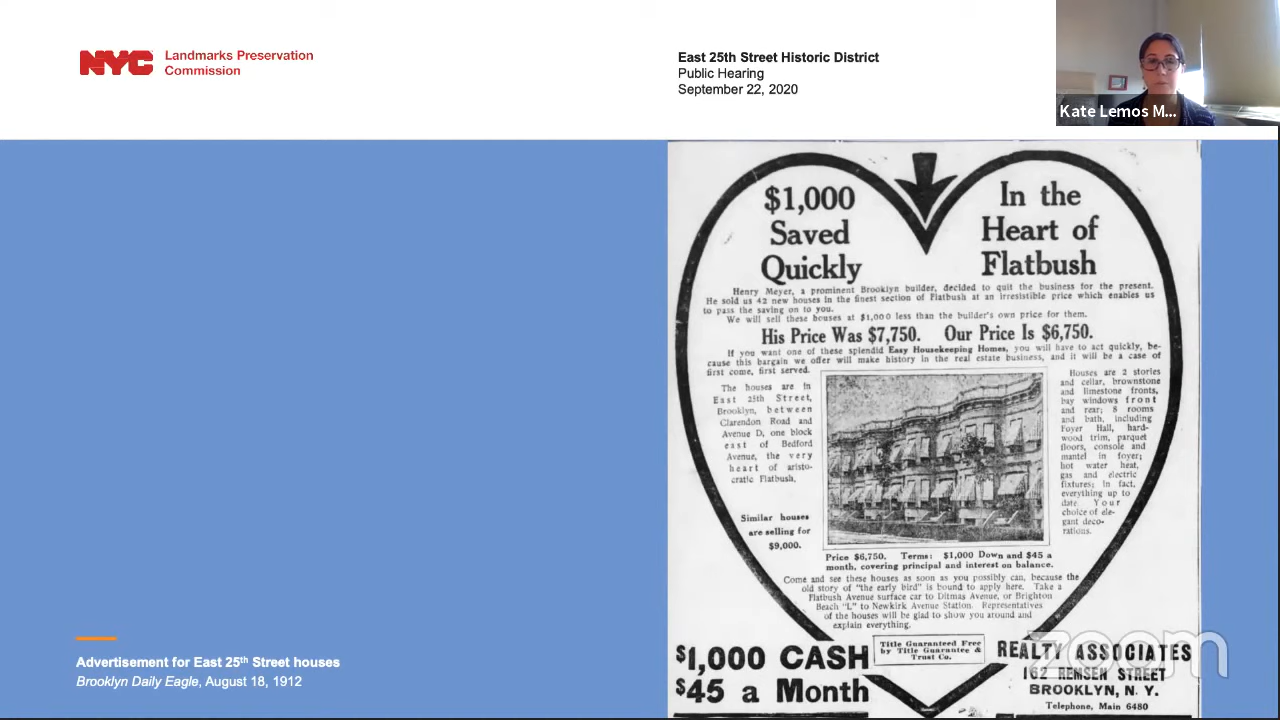 NYC Landmarks Preservation
Commission
East 25th Street Historic District
Public Hearing
September 22, 2020
Kate Lemos M...
$1,000
Saved
Quickly
In the
Heart of
Flatbush
Henry Meyer, a prominent Brooklyn builder, decided to quit the business for the present.
He sold us 42 new houses in the finest section of Flatbush at an irresistible price which enables us
to pass the saving on to you.
We will sell these houses at $1,000 less than the builder's own price for them.
His Price Was $7,750. Our Price Is $6,750.
If you want one of these splendid Easy Housekeeping Homes, you will have to act quickly, be-
cause this bargain we offer will make history in the real estate business, and it will be a case of
first come, first served.
The houses are in
East 25th Street,
Brooklyn, between
Clarendon Road and
Avenue D, one block
east of Bedford
Avenue, the very
heart of aristo-
cratic Flatbush.
Similar houses
are selling for
$9,000.
Houses are 2 stories
and cellar, brownstone
and limestone fronts,
bay windows front
and rear; 8 rooms
and bath, including
Foyer Hall, hard-
wood trim, parquet
floors, console and
mantel in foyer;
hot water heat,
gas and electric
fixtures; in fact,
everything up to
date. Your
choice of ele-
gant deco-
rations.
Price $6,750. Terms: $1,000 Down and $45 a
month, covering principal and interest on balance.
Come and see these houses as soon as you possibly can, because the
old story of "the early bird" is bound to apply here. Take a
Flatbush Avenue surface car to Ditmas Avenue, or Brighton
Beach "L" to Newkirk Avenue Station. Representatives
of the houses will be glad to show you around and
explain everything.
$1,000 CASH
$45 a Month
Title Guaranteed Free
by Title Guarantee &
Trust Co.
REALTY ASSOCIATES
162 REMSEN STREET
BROOKLYN, N. Y.
Telephone, Main 6480
zoom
Advertisement for East 25th Street houses
Brooklyn Daily Eagle, August 18, 1912